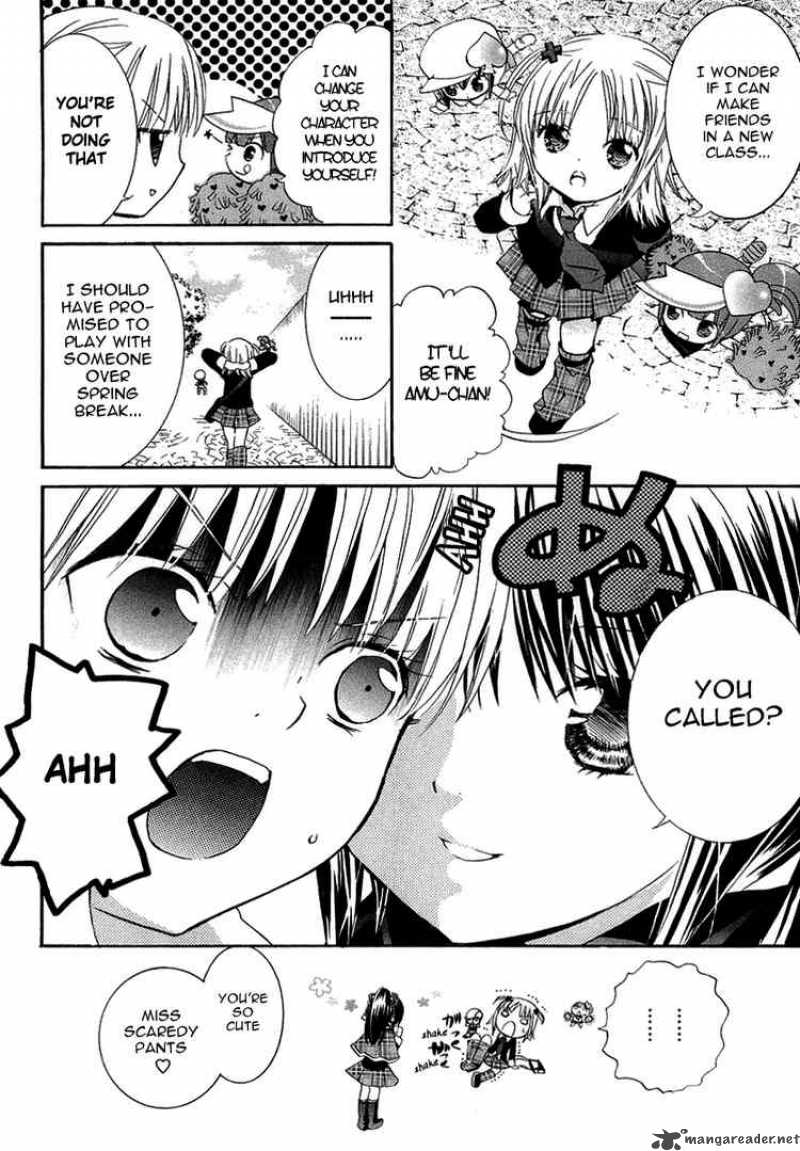 I WONDER
IF I CAN
MAKE
FRIENDS
IN A NEW
CLASS...
IT'LL
BE FINE
AMU-CHAN!
I CAN
CHANGE
YOUR
CHARACTER
WHEN YOU
INTRODUCE
YOURSELF!
YOU'RE
NOT
DOING
THAT
UHHH
.....
I SHOULD
HAVE PRO-
MISED TO
PLAY WITH
SOMEONE
OVER
SPRING
BREAK...
AHH
YOU
CALLED?
AHH
shake
shake
YOU'RE
SO
CUTE
MISS
SCAREDY
PANTS
♡
mangareader.net